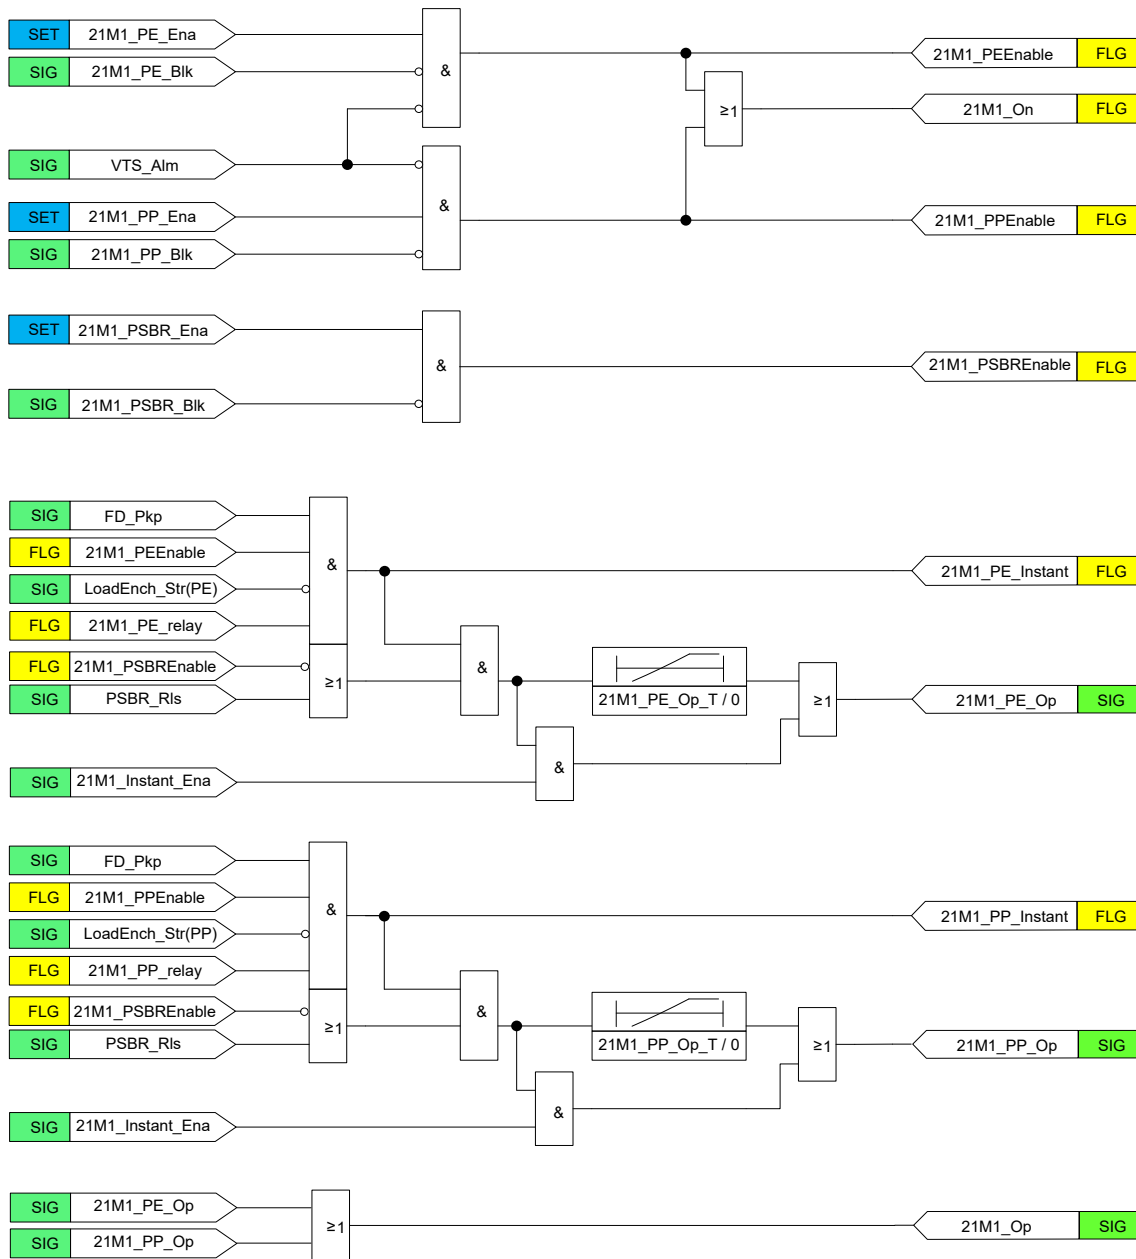 SET 21M1_PE_Ena
SIG 21M1_PE_Blk
&
21M1_PEEnable FLG
≥1
21M1_On FLG
SIG VTS_Alm
SET 21M1_PP_Ena
SIG 21M1_PP_Blk
&
21M1_PPEnable FLG
SET 21M1_PSBR_Ena
SIG 21M1_PSBR_Blk
&
21M1_PSBREnable FLG
SIG FD_Pkp
FLG 21M1_PEEnable
SIG LoadEnch_Str(PE)
FLG 21M1_PE_relay
&
21M1_PE_Instant FLG
FLG 21M1_PSBREnable
SIG PSBR_Rls
≥1
&
21M1_PE_Op_T / 0
≥1
21M1_PE_Op SIG
SIG 21M1_Instant_Ena
&
SIG FD_Pkp
FLG 21M1_PPEnable
SIG LoadEnch_Str(PP)
FLG 21M1_PP_relay
&
21M1_PP_Instant FLG
FLG 21M1_PSBREnable
SIG PSBR_Rls
≥1
&
21M1_PP_Op_T / 0
≥1
21M1_PP_Op SIG
SIG 21M1_Instant_Ena
&
SIG 21M1_PE_Op
SIG 21M1_PP_Op
≥1
21M1_Op SIG